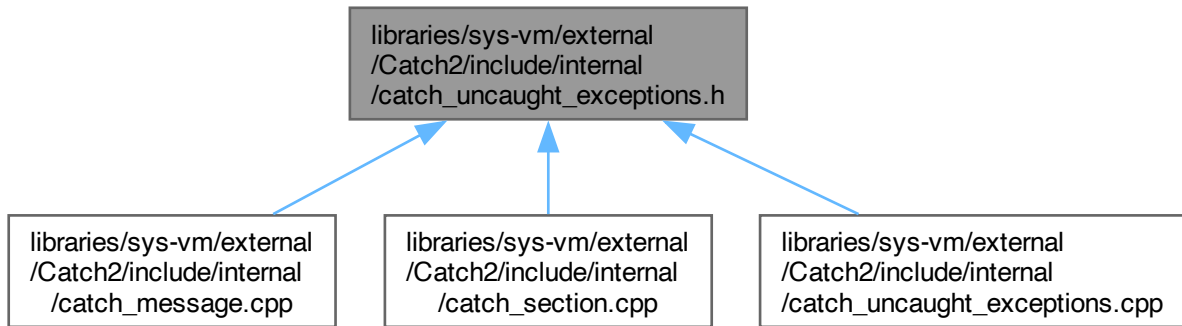 libraries/sys-vm/external
/Catch2/include/internal
/catch_uncaught_exceptions.h
libraries/sys-vm/external
/Catch2/include/internal
/catch_message.cpp
libraries/sys-vm/external
/Catch2/include/internal
/catch_section.cpp
libraries/sys-vm/external
/Catch2/include/internal
/catch_uncaught_exceptions.cpp